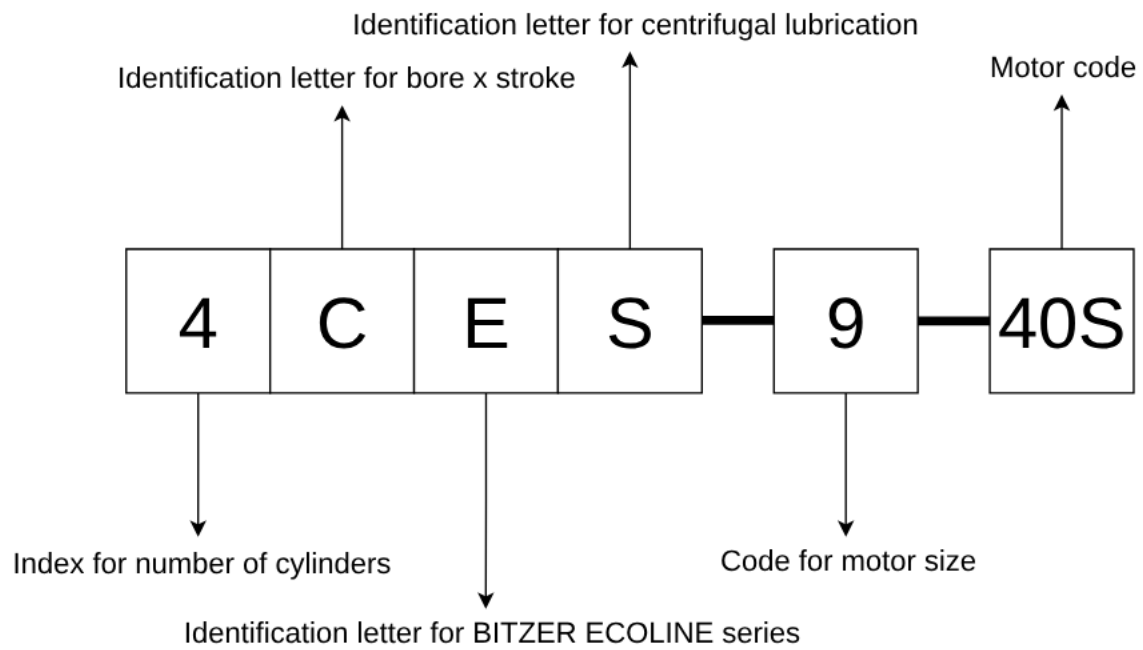 Identification letter for centrifugal lubrication
Identification letter for bore x stroke
Motor code
4 C E S 9 40S
Index for number of cylinders
Code for motor size
Identification letter for BITZER ECOLINE series